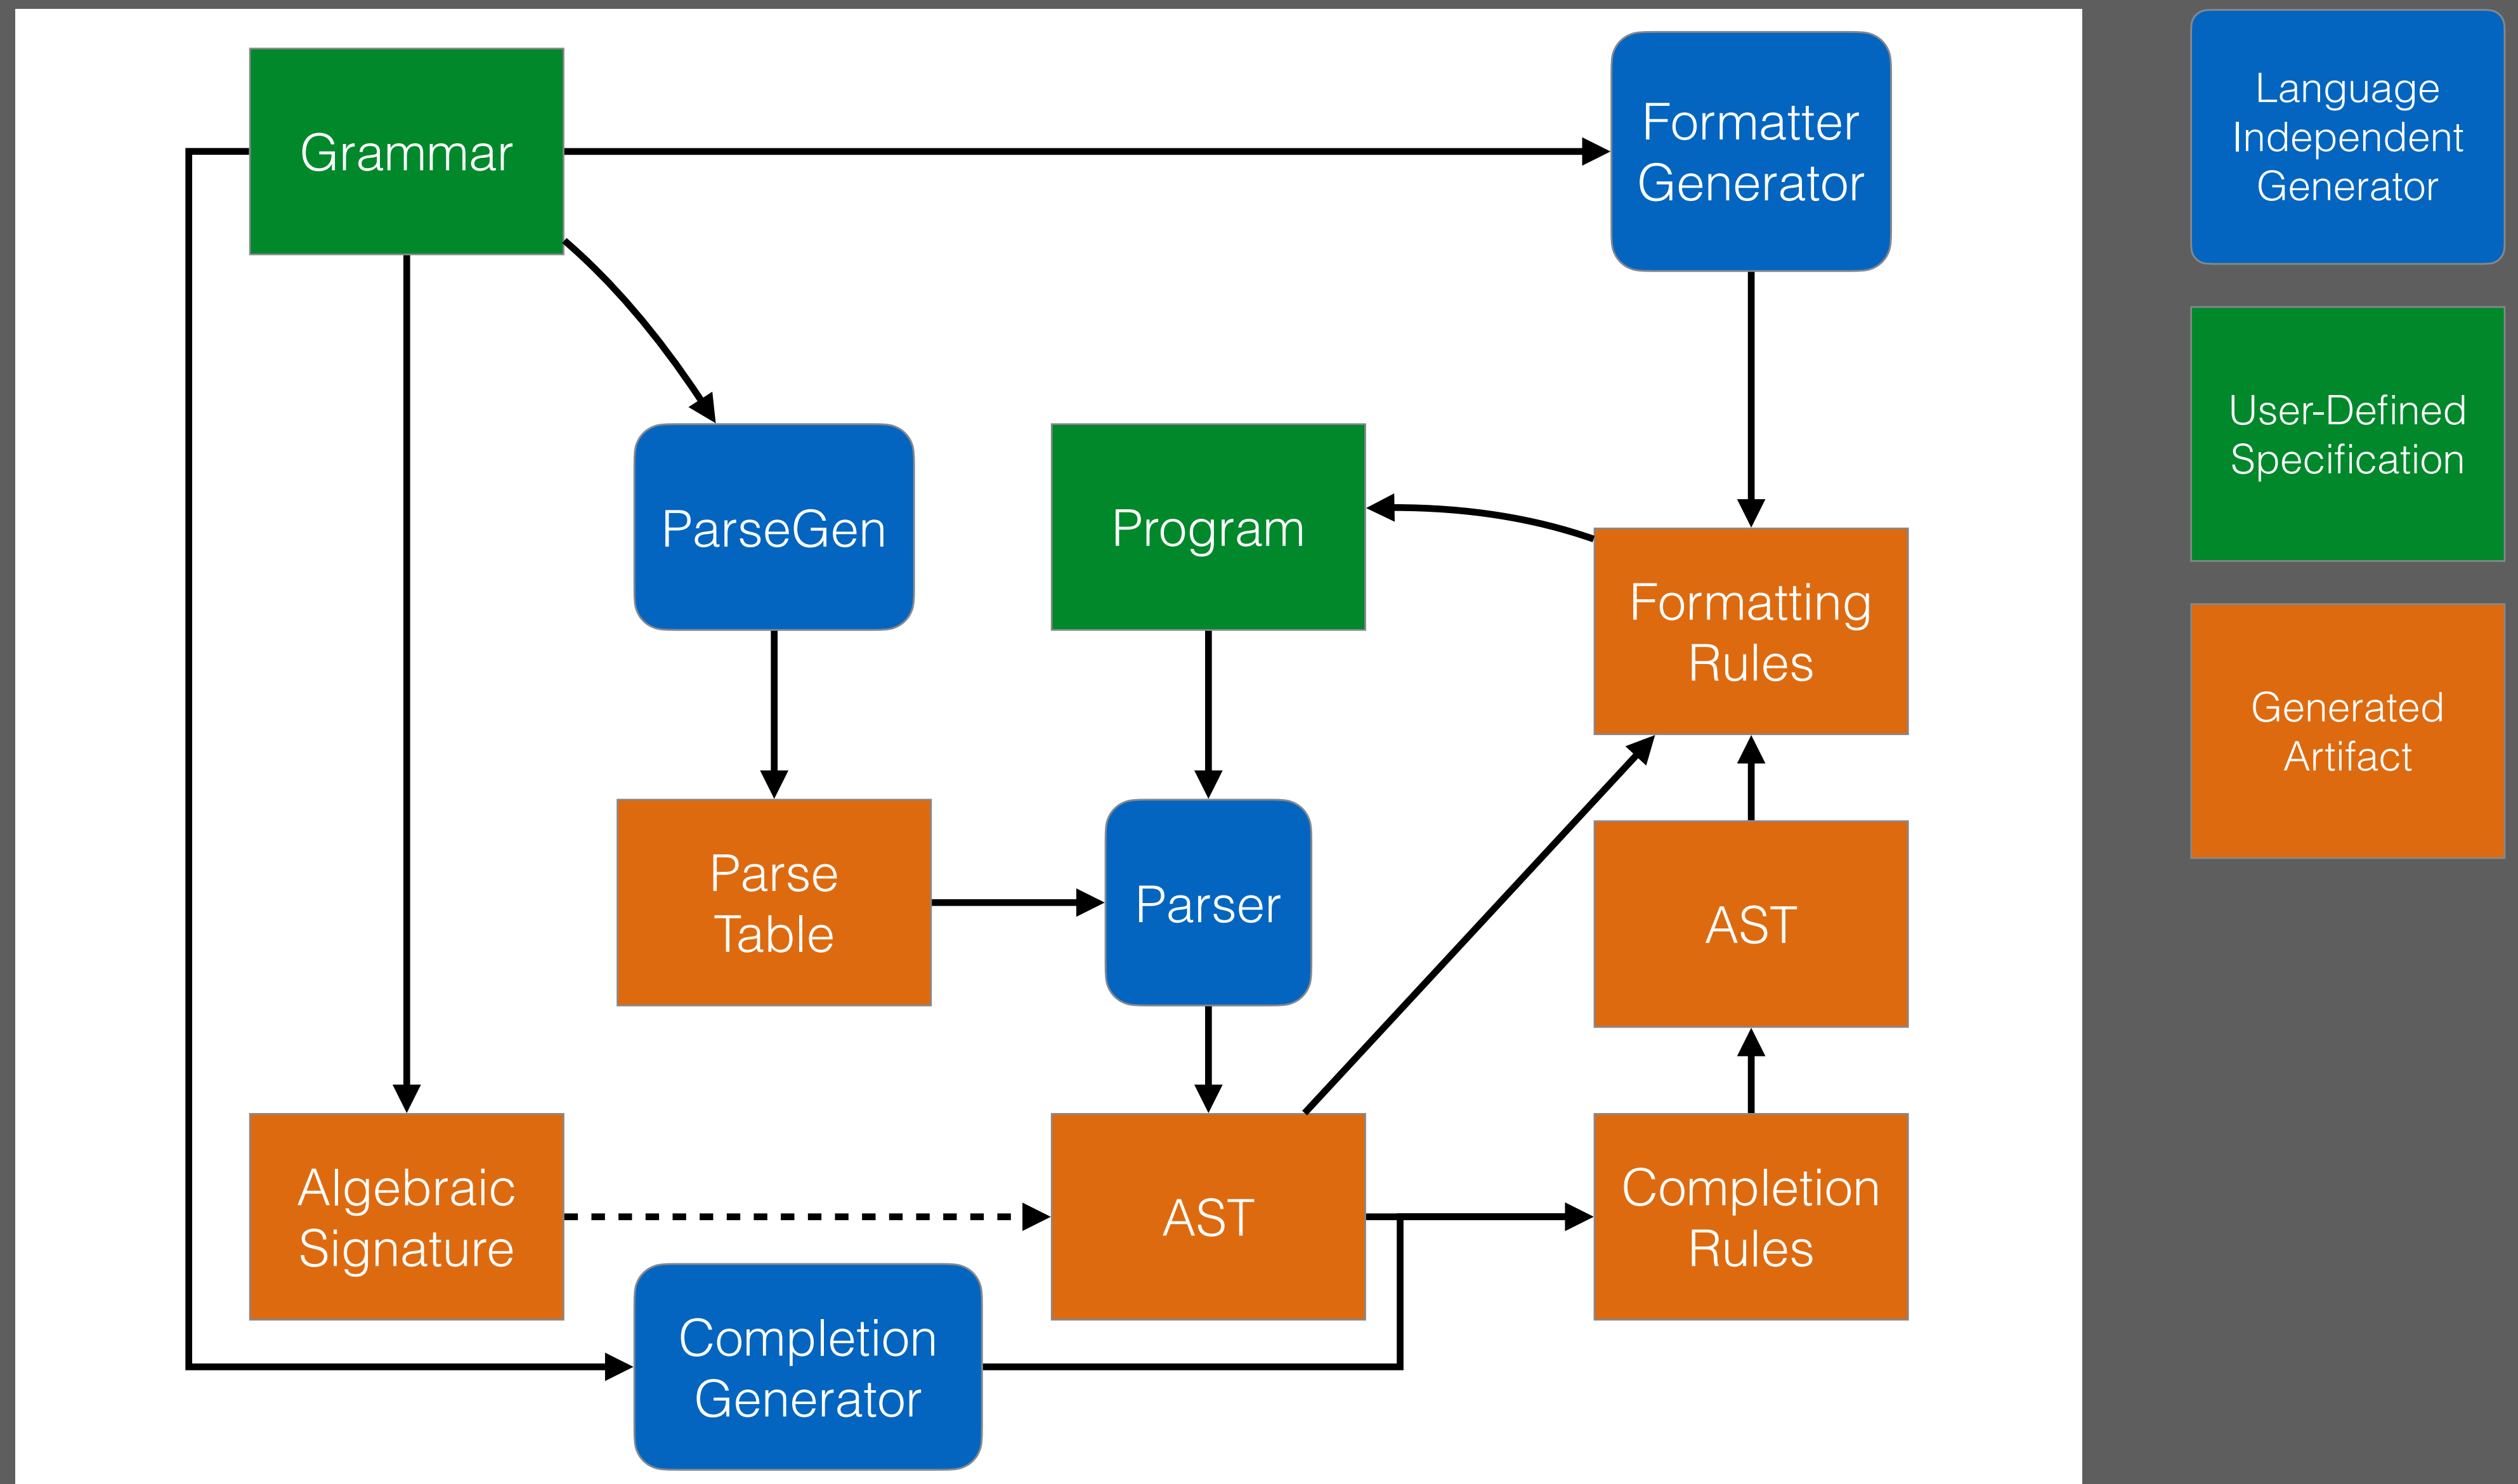 Grammar
Formatter
Generator
ParseGen
Program
Formatting
Rules
Parse
Table
Parser
AST
Algebraic
Signature
AST
Completion
Rules
Completion
Generator
Language
Independent
Generator
User-Defined
Specification
Generated
Artifact